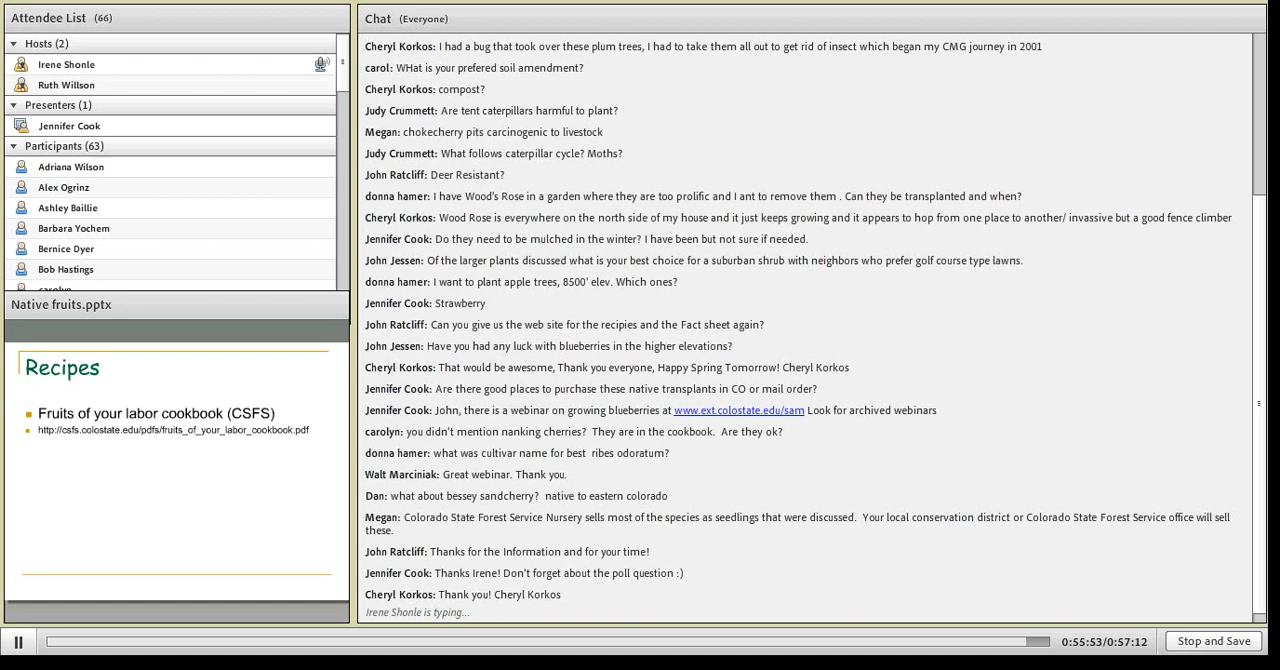 Attendee List (66)
Hosts (2)
Irene Shonle
Ruth Willson
Presenters (1)
Jennifer Cook
Participants (63)
Adriana Wilson
Alex Ogrinz
Ashley Baillie
Barbara Yochem
Bernice Dyer
Bob Hastings
carolyn
Native fruits.pptx
Recipes
Fruits of your labor cookbook (CSFS)
http://csfs.colostate.edu/pdfs/fruits_of_your_labor_cookbook.pdf
Chat (Everyone)
Cheryl Korkos: I had a bug that took over these plum trees, I had to take them all out to get rid of insect which began my CMG journey in 2001
carol: WHat is your prefered soil amendment?
Cheryl Korkos: compost?
Judy Crummett: Are tent caterpillars harmful to plant?
Megan: chokecherry pits carcinogenic to livestock
Judy Crummett: What follows caterpillar cycle? Moths?
John Ratcliff: Deer Resistant?
donna hamer: I have Wood's Rose in a garden where they are too prolific and I ant to remove them . Can they be transplanted and when?
Cheryl Korkos: Wood Rose is everywhere on the north side of my house and it just keeps growing and it appears to hop from one place to another/ invassive but a good fence climber
Jennifer Cook: Do they need to be mulched in the winter? I have been but not sure if needed.
John Jessen: Of the larger plants discussed what is your best choice for a suburban shrub with neighbors who prefer golf course type lawns.
donna hamer: I want to plant apple trees, 8500' elev. Which ones?
Jennifer Cook: Strawberry
John Ratcliff: Can you give us the web site for the recipies and the Fact sheet again?
John Jessen: Have you had any luck with blueberries in the higher elevations?
Cheryl Korkos: That would be awesome, Thank you everyone, Happy Spring Tomorrow! Cheryl Korkos
Jennifer Cook: Are there good places to purchase these native transplants in CO or mail order?
Jennifer Cook: John, there is a webinar on growing blueberries at www.ext.colostate.edu/sam Look for archived webinars
carolyn: you didn't mention nanking cherries? They are in the cookbook. Are they ok?
donna hamer: what was cultivar name for best ribes odoratum?
Walt Marciniak: Great webinar. Thank you.
Dan: what about bessey sandcherry? native to eastern colorado
Megan: Colorado State Forest Service Nursery sells most of the species as seedlings that were discussed. Your local conservation district or Colorado State Forest Service office will sell
these.
John Ratcliff: Thanks for the Information and for your time!
Jennifer Cook: Thanks Irene! Don't forget about the poll question :)
Cheryl Korkos: Thank you! Cheryl Korkos
Irene Shonle is typing...
0:55:53/0:57:12
Stop and Save